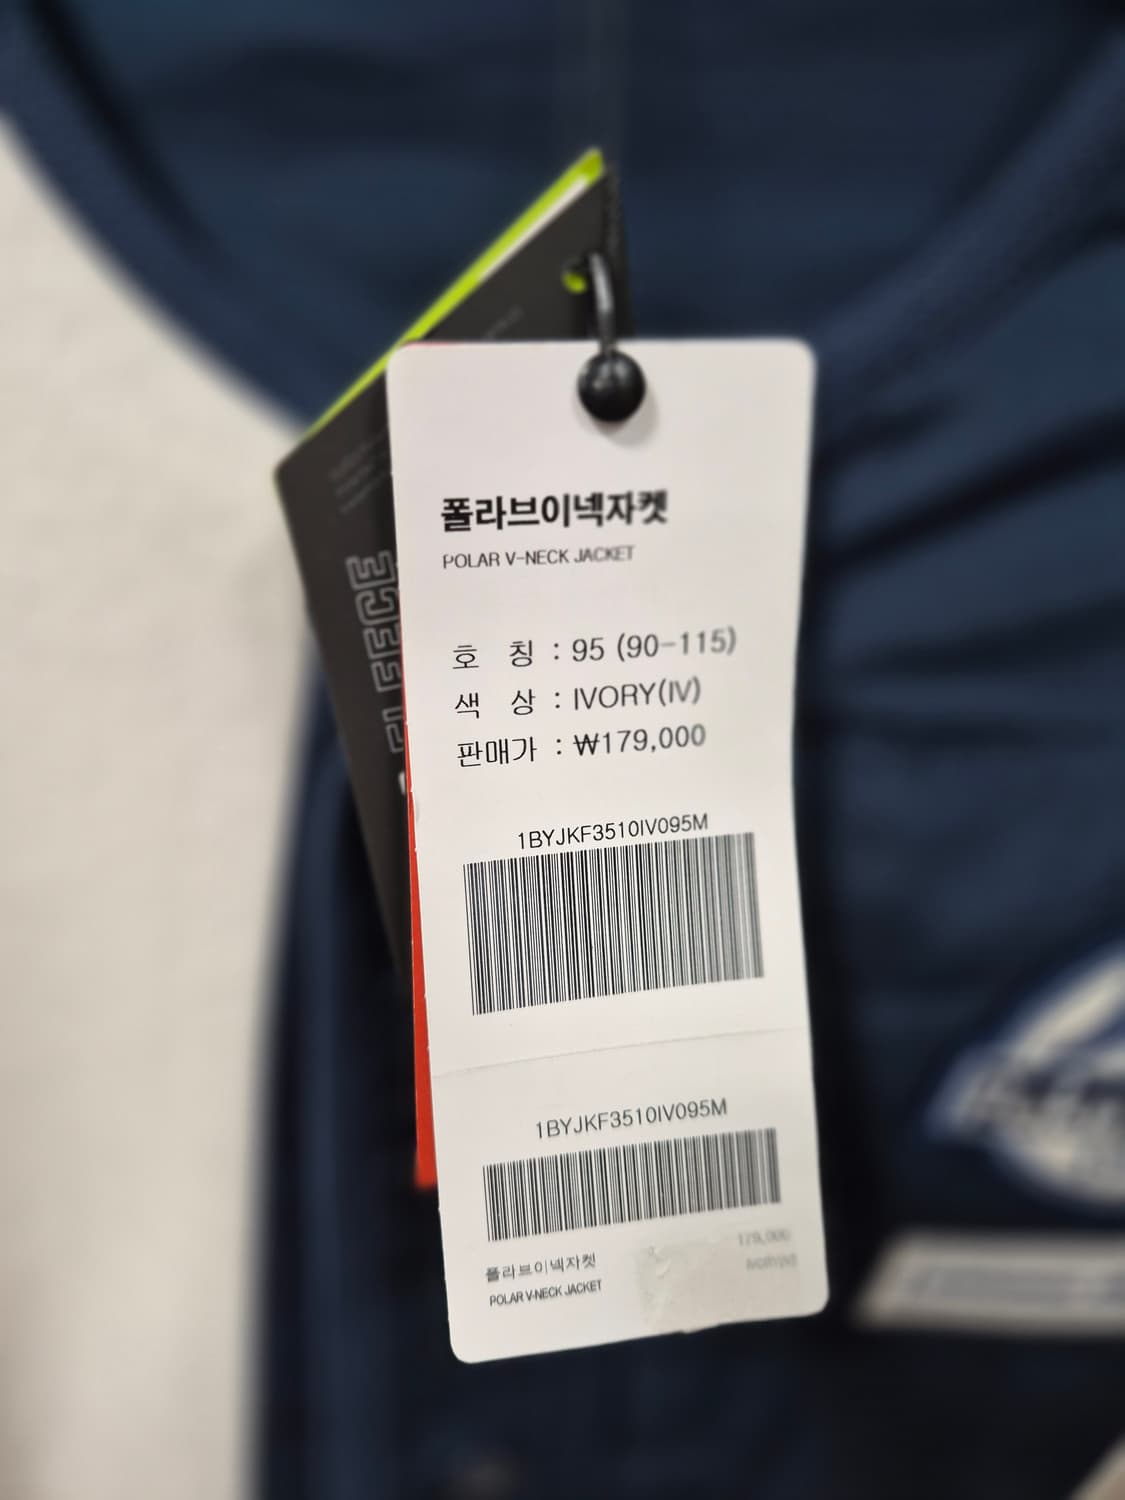 폴라브이넥자켓
POLAR V-NECK JACKET
호 칭 : 95 (90-115)
색 상 : IVORY(IV)
판매가 : ₩179,000
1BYJKF3510IV095M
1BYJKF3510IV095M
179,000
폴라브이넥자켓
POLAR V-NECK JACKET
FLEECE